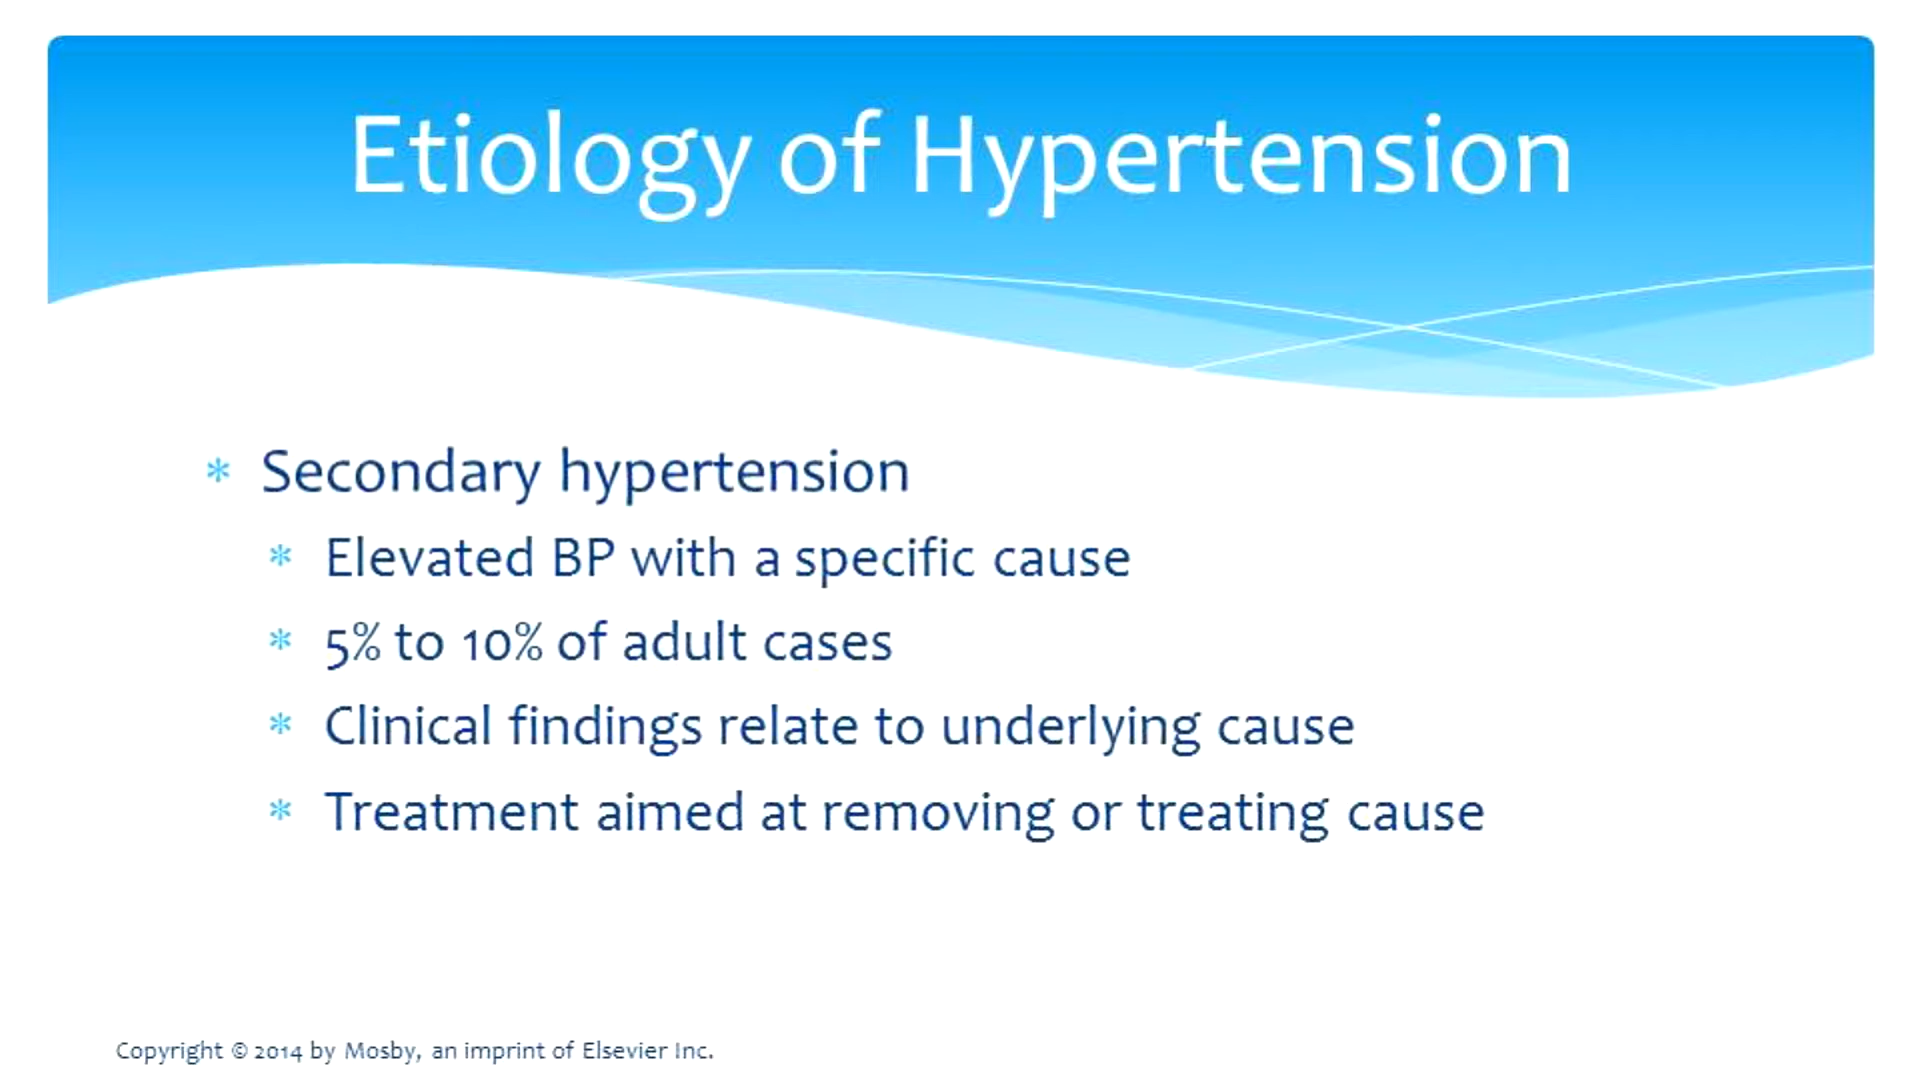 Etiology of Hypertension
* Secondary hypertension
* Elevated BP with a specific cause
* 5% to 10% of adult cases
* Clinical findings relate to underlying cause
* Treatment aimed at removing or treating cause
Copyright © 2014 by Mosby, an imprint of Elsevier Inc.